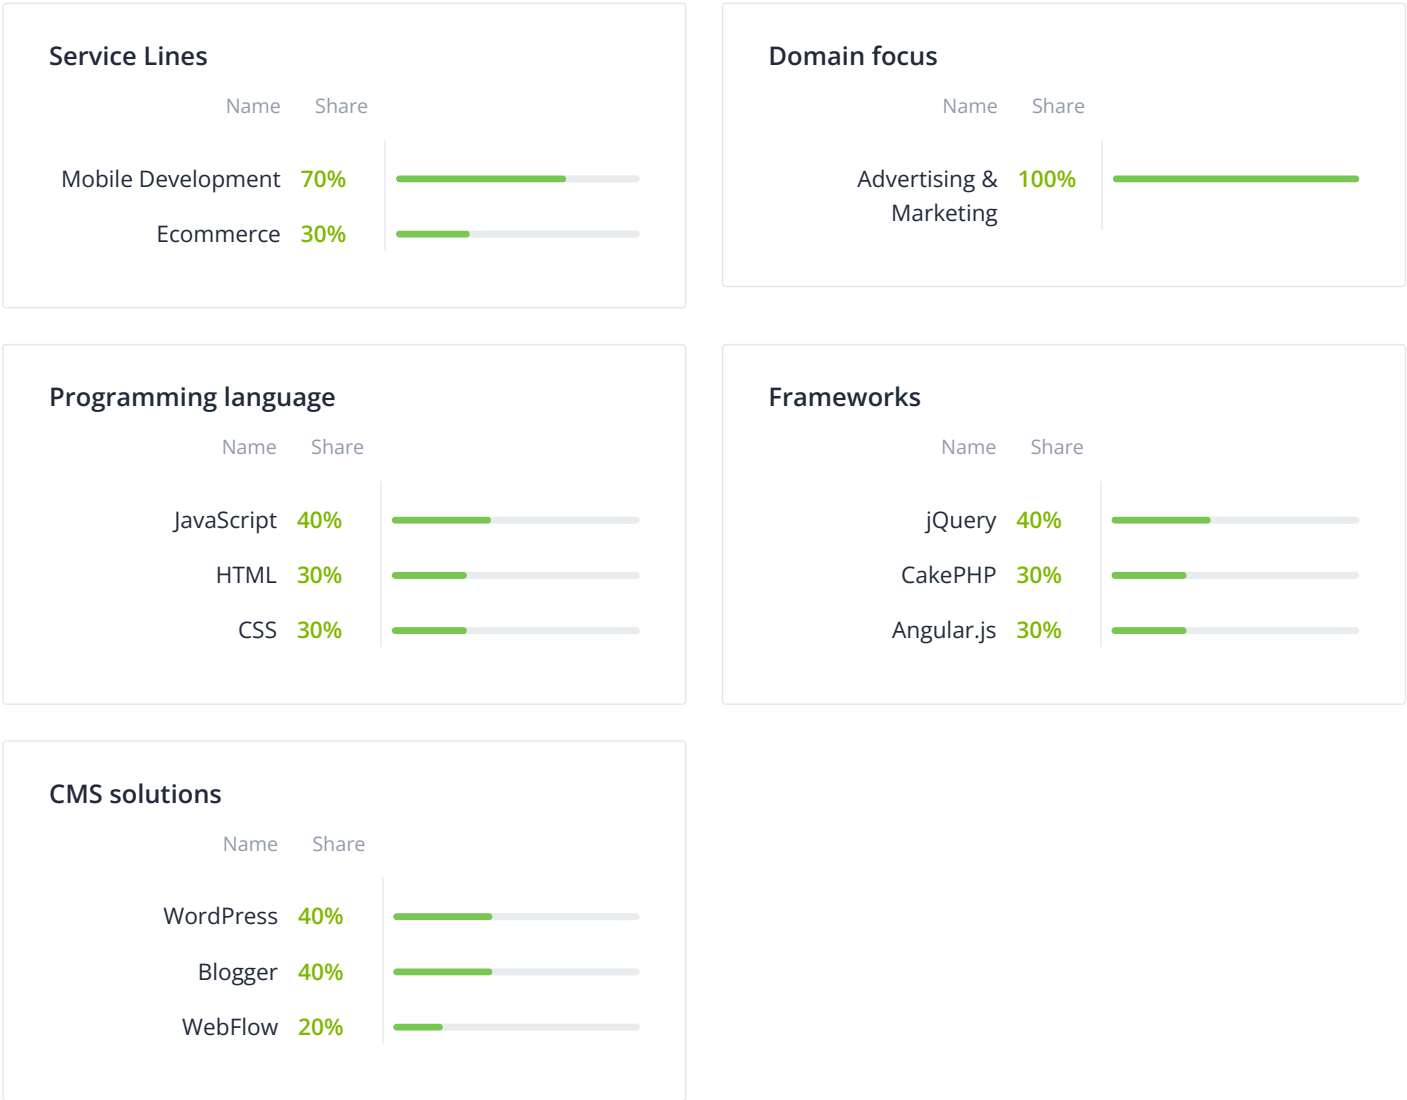 Service Lines
Name Share
Mobile Development 70%
Ecommerce 30%
Domain focus
Name Share
Advertising & 100%
Marketing
Programming language
Name Share
JavaScript 40%
HTML 30%
CSS 30%
Frameworks
Name Share
jQuery 40%
CakePHP 30%
Angular.js 30%
CMS solutions
Name Share
WordPress 40%
Blogger 40%
WebFlow 20%